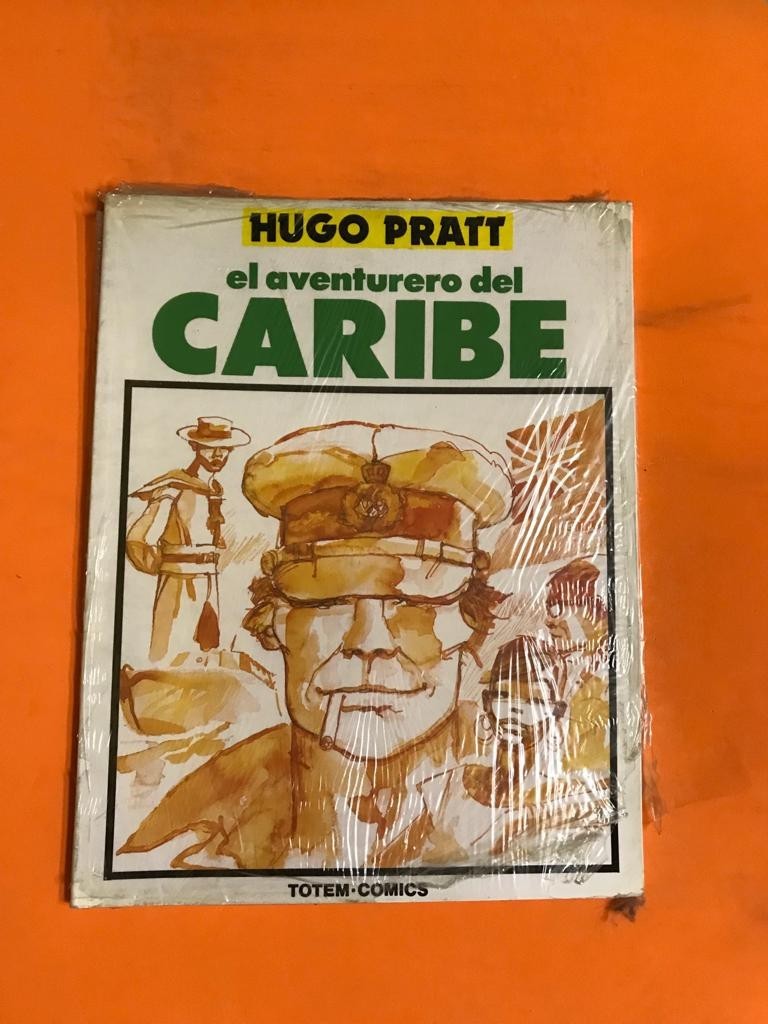 HUGO PRATT
el aventurero del
CARIBE
TOTEM·COMICS